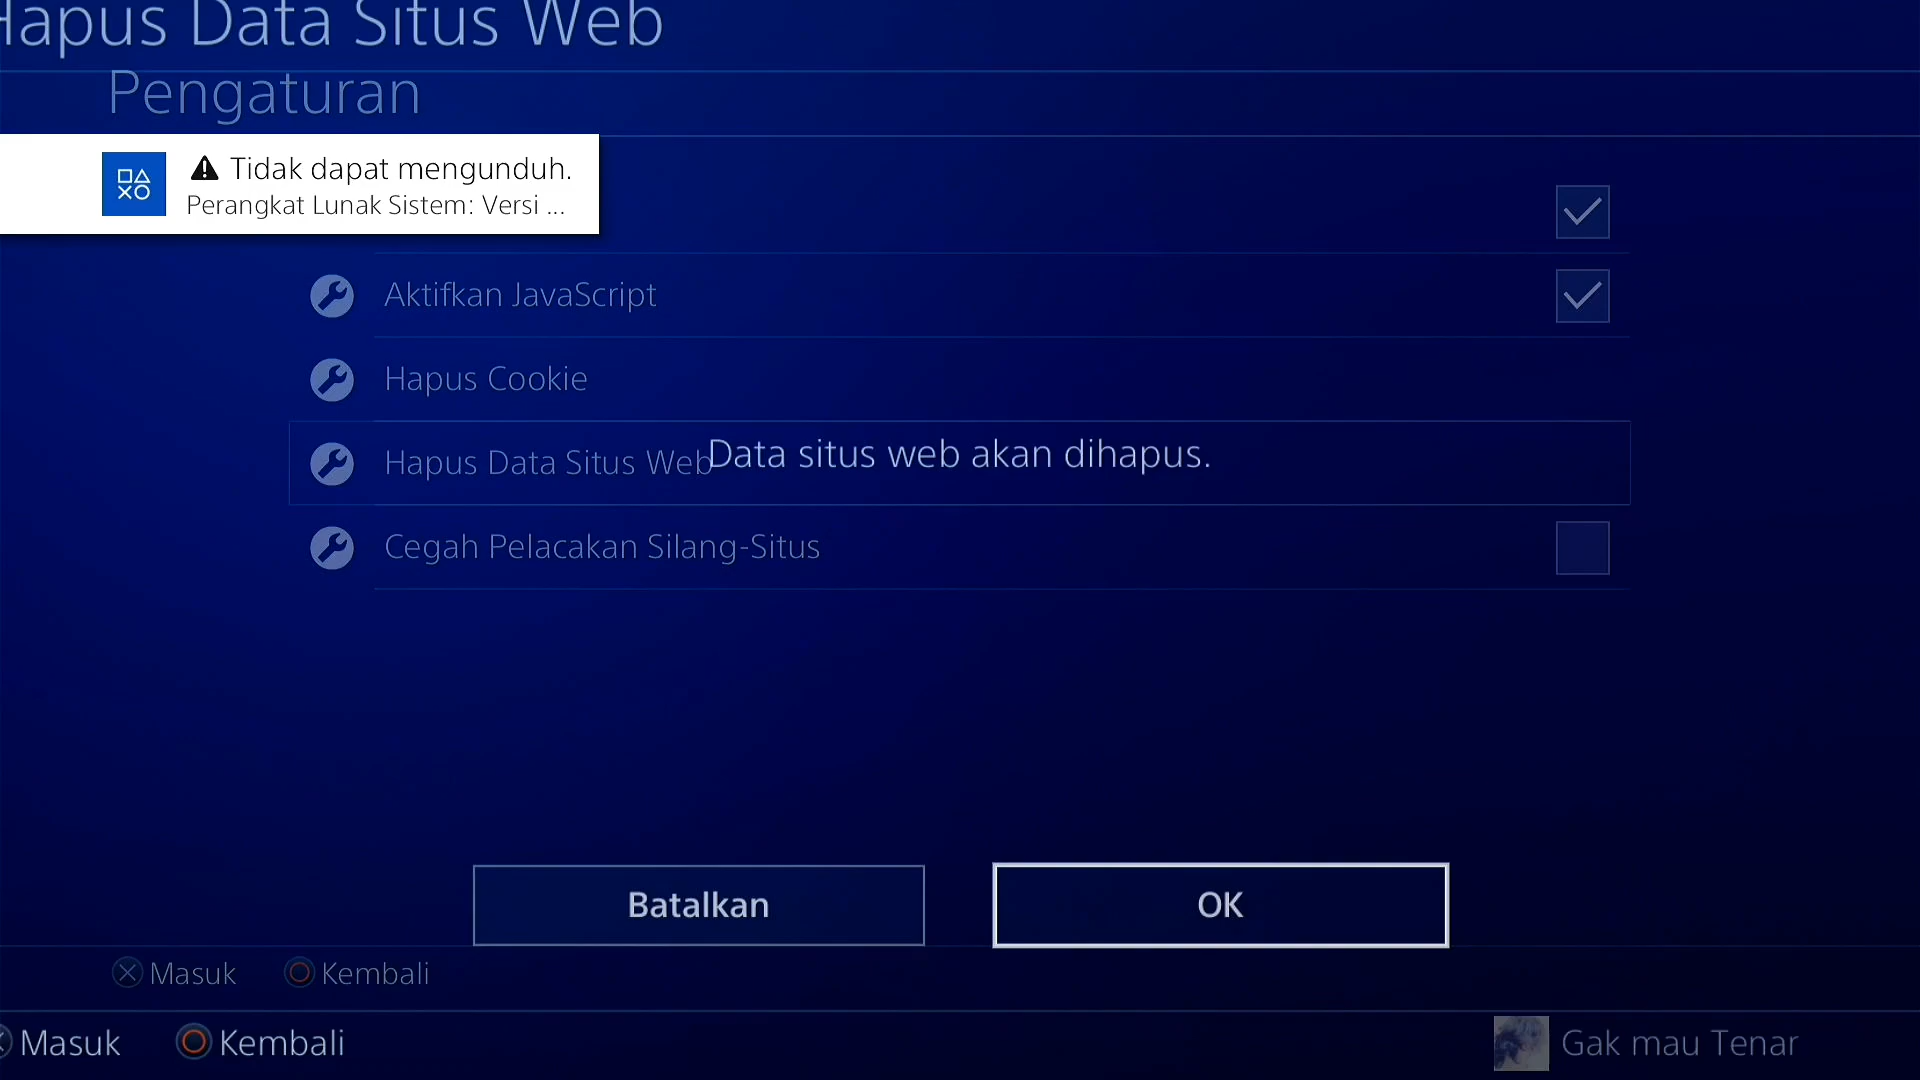 Hapus Data Situs Web
Pengaturan
Tidak dapat mengunduh.
Perangkat Lunak Sistem: Versi ...
Aktifkan JavaScript
Hapus Cookie
Hapus Data Situs Web
Data situs web akan dihapus.
Cegah Pelacakan Silang-Situs
Batalkan
OK
Masuk
Kembali
Masuk
Kembali
Gak mau Tenar